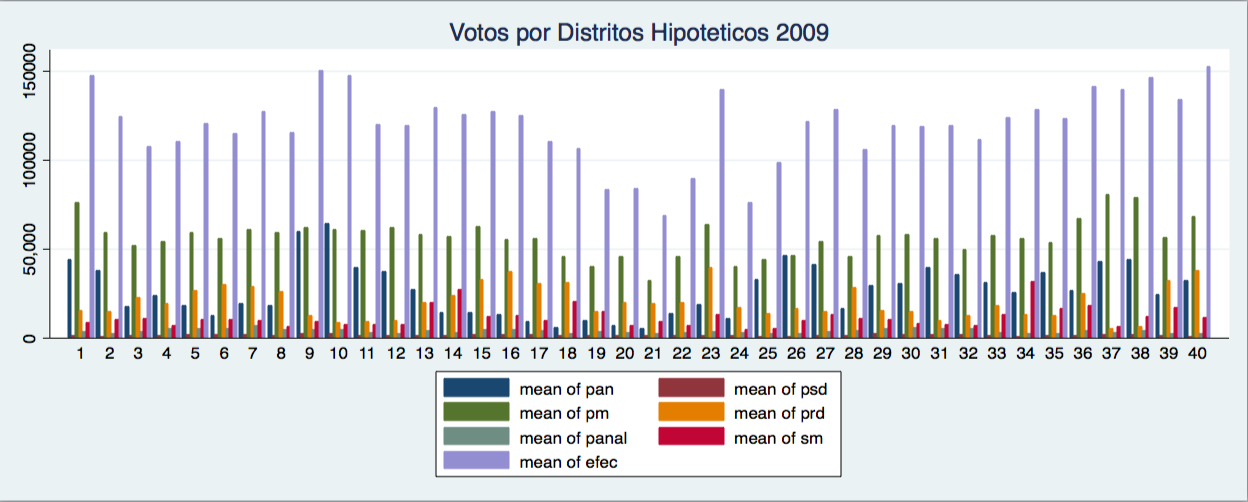 Votos por Distritos Hipoteticos 2009
150000
100000
50,000
0
1 2 3 4 5 6 7 8 9 10 11 12 13 14 15 16 17 18 19 20 21 22 23 24 25 26 27 28 29 30 31 32 33 34 35 36 37 38 39 40
mean of pan mean of psd
mean of pm mean of prd
mean of panal mean of sm
mean of efec